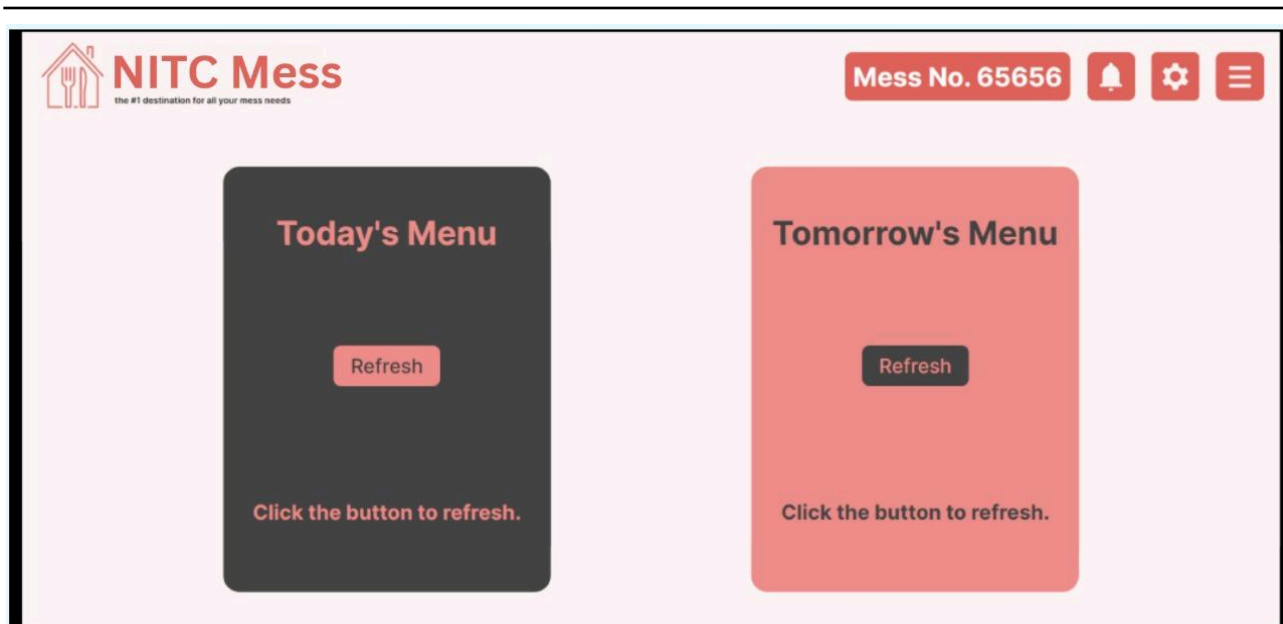 NITC Mess
the #1 destination for all your mess needs
Mess No. 65656
Today's Menu
Refresh
Click the button to refresh.
Tomorrow's Menu
Refresh
Click the button to refresh.